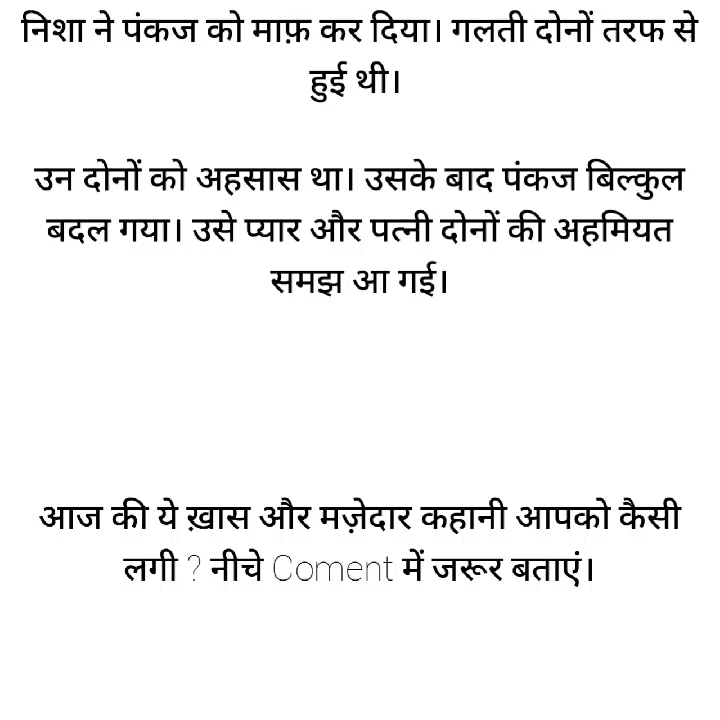 निशा ने पंकज को माफ़ कर दिया। गलती दोनों तरफ से
हुई थी।
उन दोनों को अहसास था। उसके बाद पंकज बिल्कुल
बदल गया। उसे प्यार और पत्नी दोनों की अहमियत
समझ आ गई।
आज की ये ख़ास और मज़ेदार कहानी आपको कैसी
लगी ? नीचे Coment में जरूर बताएं।